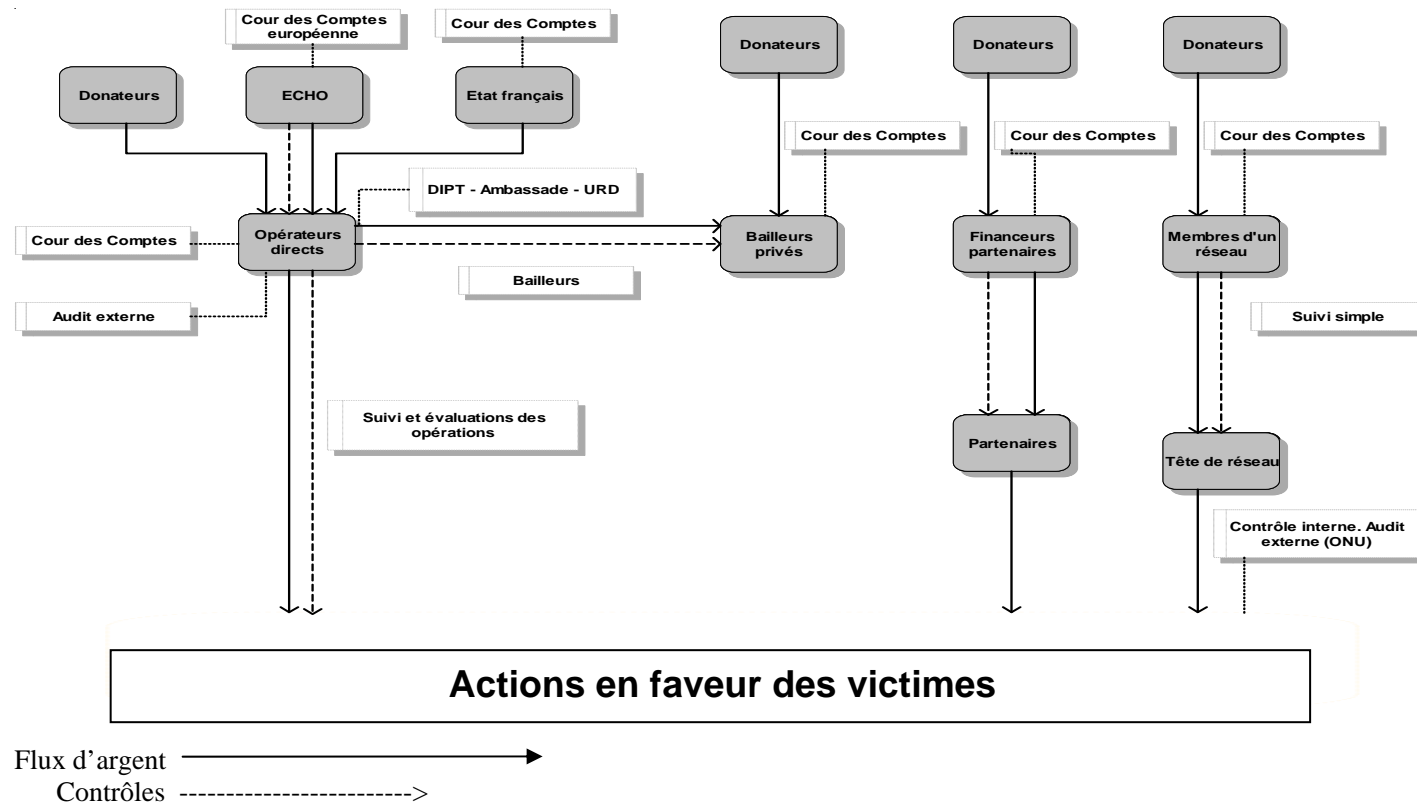 Cour des Comptes
européenne
Cour des Comptes
Donateurs
Donateurs
Donateurs
Donateurs
ECHO
Etat français
Cour des Comptes
Cour des Comptes
Cour des Comptes
DIPT - Ambassade - URD
Cour des Comptes
Opérateurs
directs
Bailleurs
privés
Financeurs
partenaires
Membres d'un
réseau
Bailleurs
Audit externe
Suivi simple
Suivi et évaluations des
opérations
Partenaires
Tête de réseau
Contrôle interne. Audit
externe (ONU)
Actions en faveur des victimes
Flux d'argent
Contrôles